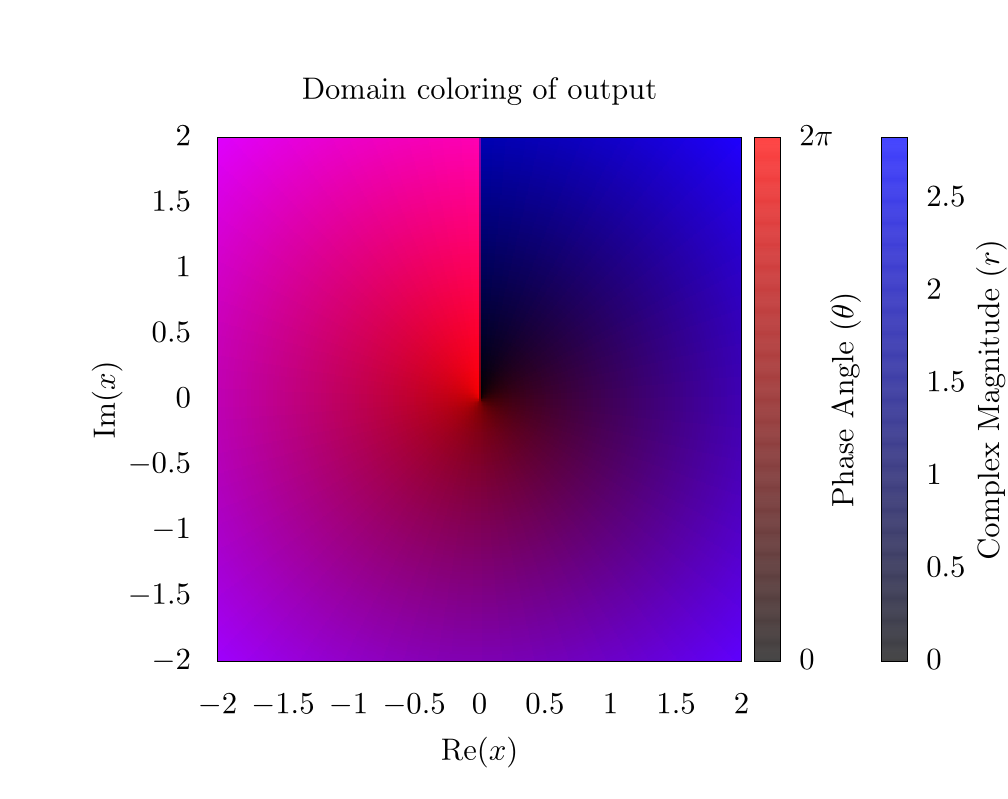 Domain coloring of output
2
1.5
1
0.5
0
−0.5
−1
−1.5
−2
Im(x)
−2 −1.5 −1 −0.5 0 0.5 1 1.5 2
Re(x)
2π
0
Phase Angle (θ)
2.5
2
1.5
1
0.5
0
Complex Magnitude (r)